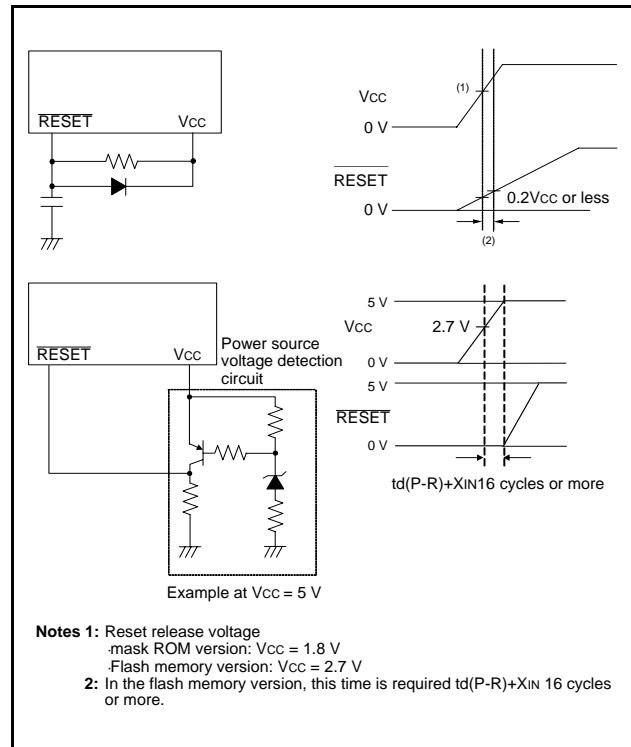 RESET
VCC
VCC
(1)
0 V
RESET
0.2VCC or less
0 V
(2)
RESET
VCC
Power source
voltage detection
circuit
Example at VCC = 5 V
5 V
VCC
2.7 V
0 V
5 V
RESET
0 V
td(P-R)+XIN16 cycles or more
Notes 1: Reset release voltage
·mask ROM version: VCC = 1.8 V
·Flash memory version: VCC = 2.7 V
2: In the flash memory version, this time is required td(P-R)+XIN 16 cycles
or more.